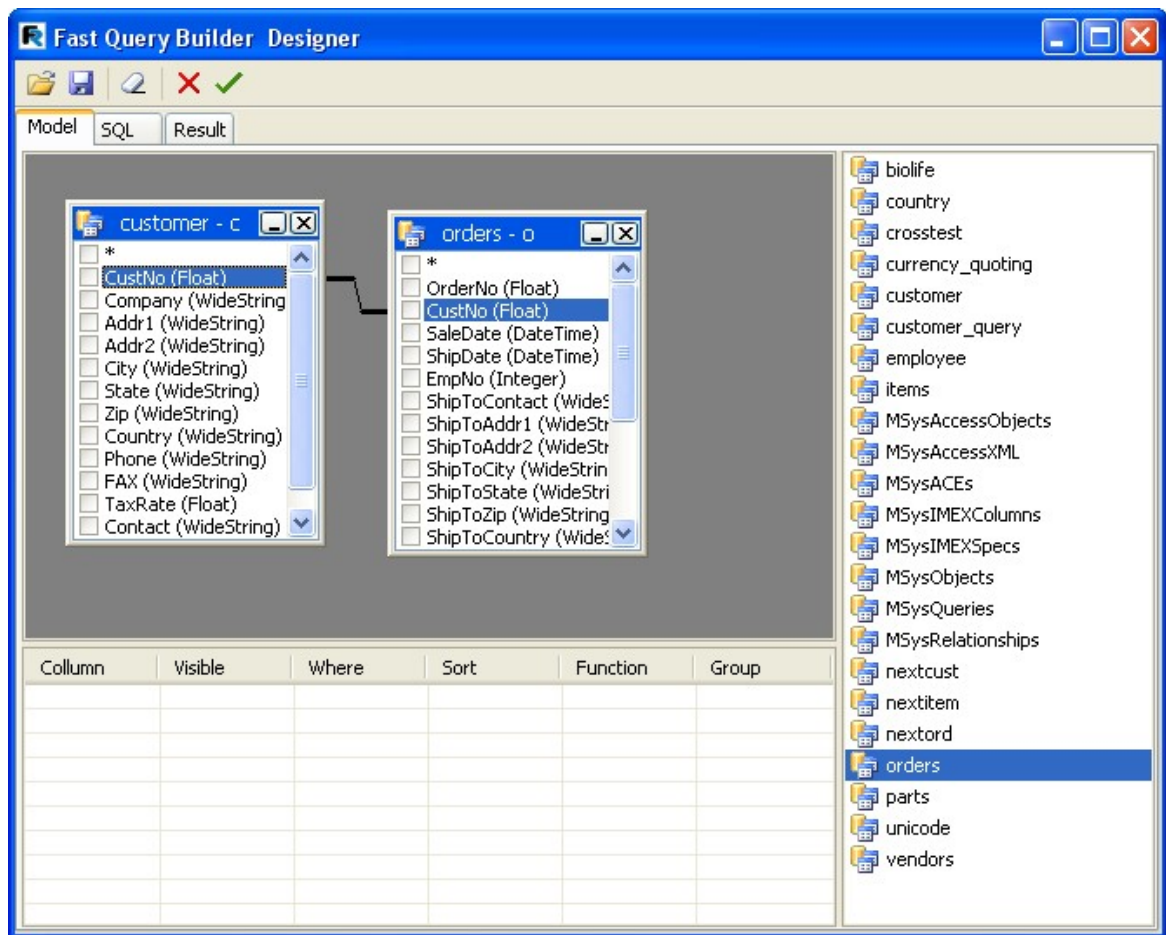 Fast Query Builder Designer
Model SQL Result
customer - c
*
CustNo (Float)
Company (WideString
Addr1 (WideString)
Addr2 (WideString)
City (WideString)
State (WideString)
Zip (WideString)
Country (WideString)
Phone (WideString)
FAX (WideString)
TaxRate (Float)
Contact (WideString)
orders - o
*
OrderNo (Float)
CustNo (Float)
SaleDate (DateTime)
ShipDate (DateTime)
EmpNo (Integer)
ShipToContact (WideS
ShipToAddr1 (WideStr
ShipToAddr2 (WideStr
ShipToCity (WideStrin
ShipToState (WideStri
ShipToZip (WideString
ShipToCountry (WideS
Collumn Visible Where Sort Function Group
biolife
country
crosstest
currency_quoting
customer
customer_query
employee
items
MSysAccessObjects
MSysAccessXML
MSysACEs
MSysIMEXColumns
MSysIMEXSpecs
MSysObjects
MSysQueries
MSysRelationships
nextcust
nextitem
nextord
orders
parts
unicode
vendors